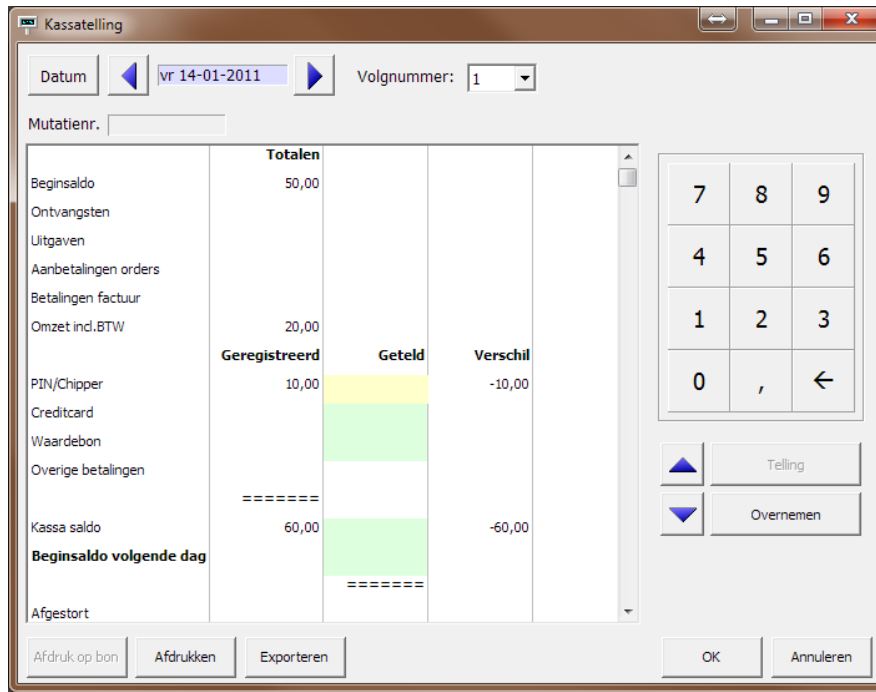 Kassatelling
Datum vr 14-01-2011 Volgnummer: 1
Mutatienr.
Totalen
Beginsaldo 50,00
Ontvangsten
Uitgaven
Aanbetalingen orders
Betalingen factuur
Omzet incl.BTW 20,00
Geregistreerd Geteld Verschil
PIN/Chipper 10,00 -10,00
Creditcard
Waardebon
Overige betalingen
=======
Kassa saldo 60,00 -60,00
Beginsaldo volgende dag
=======
Afgestort
7 8 9
4 5 6
1 2 3
0 ,
Telling
Overnemen
Afdruk op bon Afdrukken Exporteren OK Annuleren